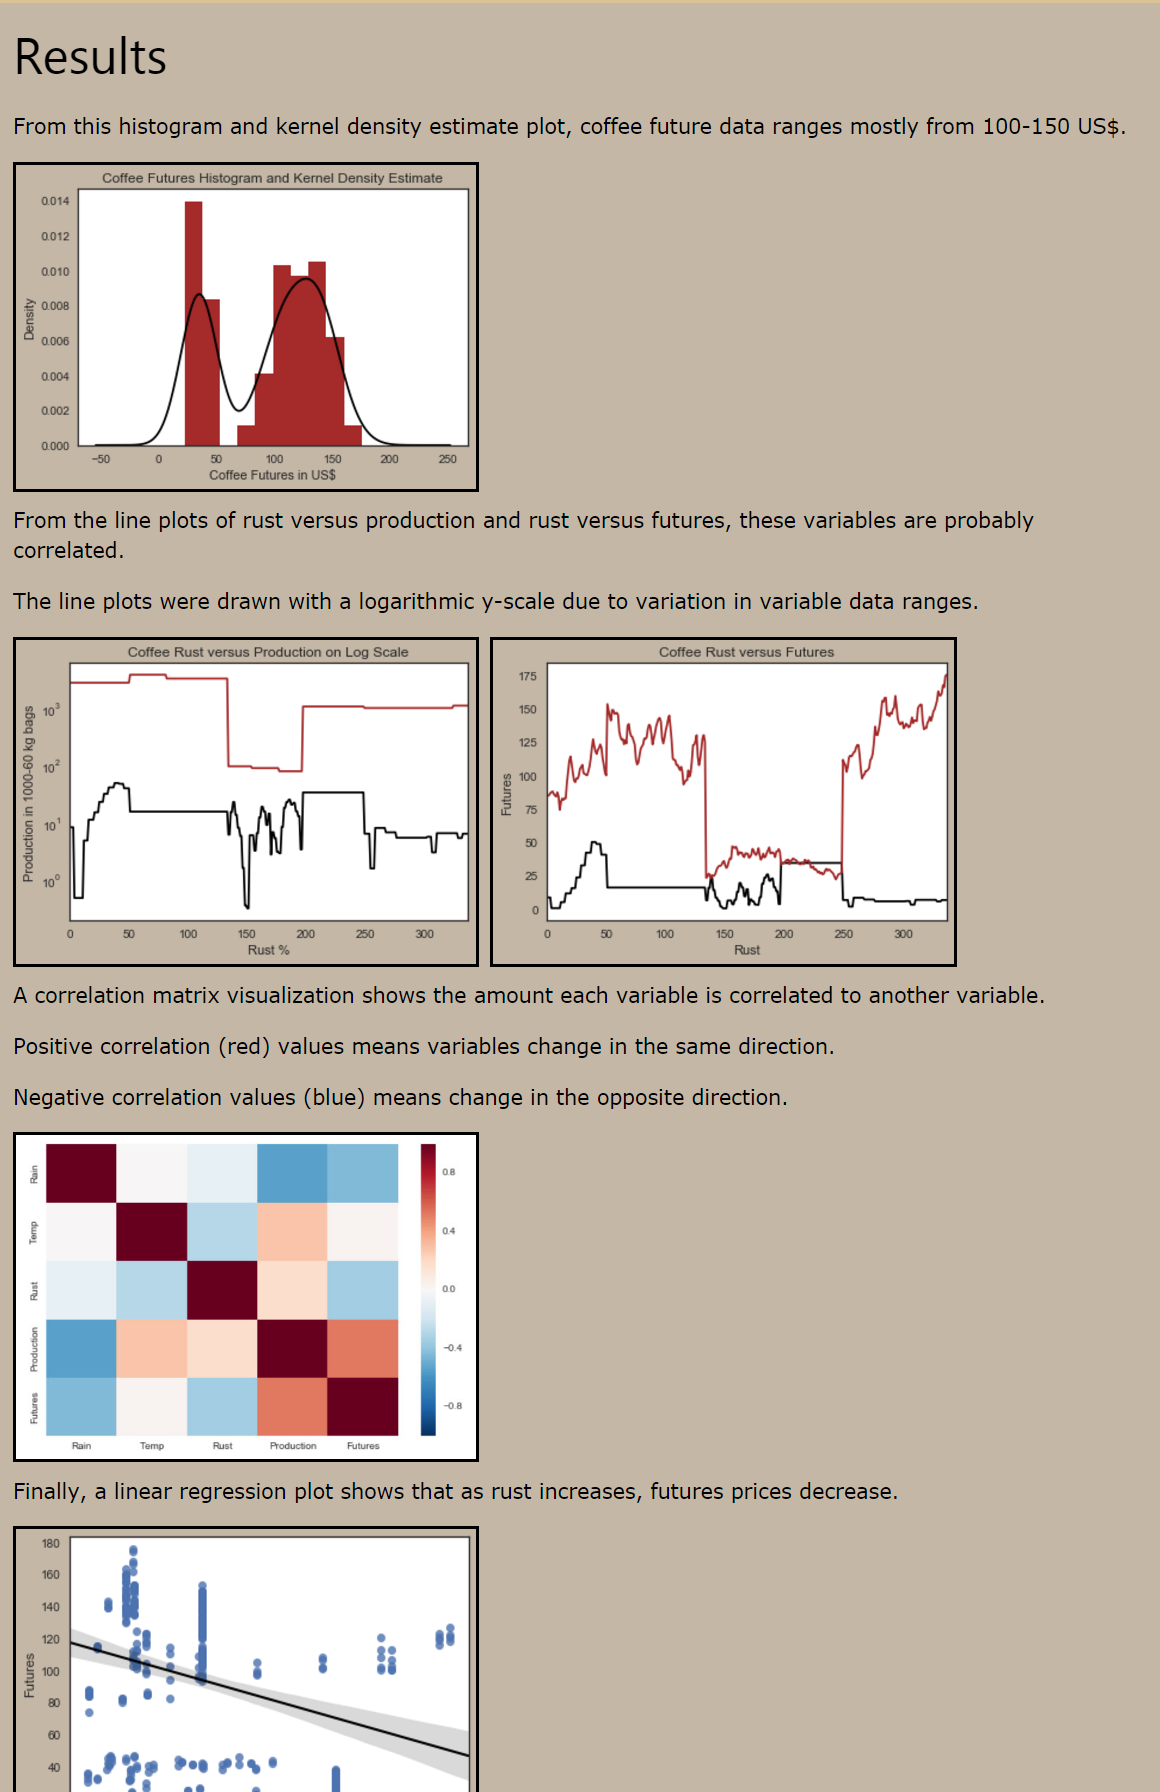 Results
From this histogram and kernel density estimate plot, coffee future data ranges mostly from 100-150 US$.
Coffee Futures Histogram and Kernel Density Estimate
0.014
0.012
0.010
0.008
0.006
0.004
0.002
0.000
Density
−50 0 50 100 150 200 250
Coffee Futures in US$
From the line plots of rust versus production and rust versus futures, these variables are probably
correlated.
The line plots were drawn with a logarithmic y-scale due to variation in variable data ranges.
Coffee Rust versus Production on Log Scale
Production in 1000-60 kg bags
10³
10²
10¹
10⁰
0 50 100 150 200 250 300
Rust %
Coffee Rust versus Futures
Futures
175
150
125
100
75
50
25
0
0 50 100 150 200 250 300
Rust
A correlation matrix visualization shows the amount each variable is correlated to another variable.
Positive correlation (red) values means variables change in the same direction.
Negative correlation values (blue) means change in the opposite direction.
Rain
Temp
Rust
Production
Futures
Rain Temp Rust Production Futures
0.8
0.4
0.0
−0.4
−0.8
Finally, a linear regression plot shows that as rust increases, futures prices decrease.
180
160
140
120
100
80
60
40
Futures